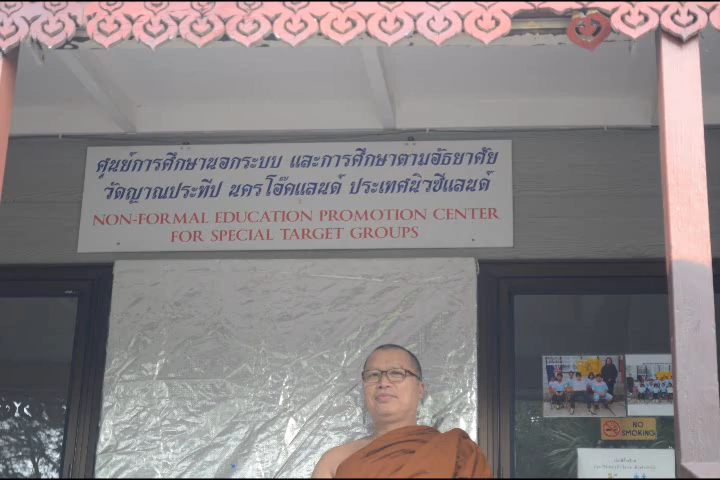 ศูนย์การศึกษานอกระบบ และการศึกษาตามอัธยาศัย
วัดญาณประทีป นครโอ๊คแลนด์ ประเทศนิวซีแลนด์
NON-FORMAL EDUCATION PROMOTION CENTER
FOR SPECIAL TARGET GROUPS
NO
SMOKING